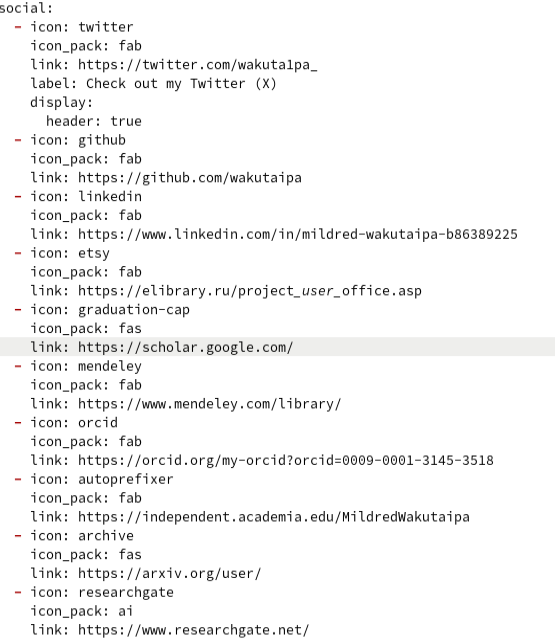 social:
- icon: twitter
icon_pack: fab
link: https://twitter.com/wakuta1pa_
label: Check out my Twitter (X)
display:
header: true
- icon: github
icon_pack: fab
link: https://github.com/wakutaipa
- icon: linkedin
icon_pack: fab
link: https://www.linkedin.com/in/mildred-wakutaipa-b86389225
- icon: etsy
icon_pack: fab
link: https://elibrary.ru/project_user_office.asp
- icon: graduation-cap
icon_pack: fas
link: https://scholar.google.com/
- icon: mendeley
icon_pack: fab
link: https://www.mendeley.com/library/
- icon: orcid
icon_pack: fab
link: https://orcid.org/my-orcid?orcid=0009-0001-3145-3518
- icon: autoprefixer
icon_pack: fab
link: https://independent.academia.edu/MildredWakutaipa
- icon: archive
icon_pack: fas
link: https://arxiv.org/user/
- icon: researchgate
icon_pack: ai
link: https://www.researchgate.net/